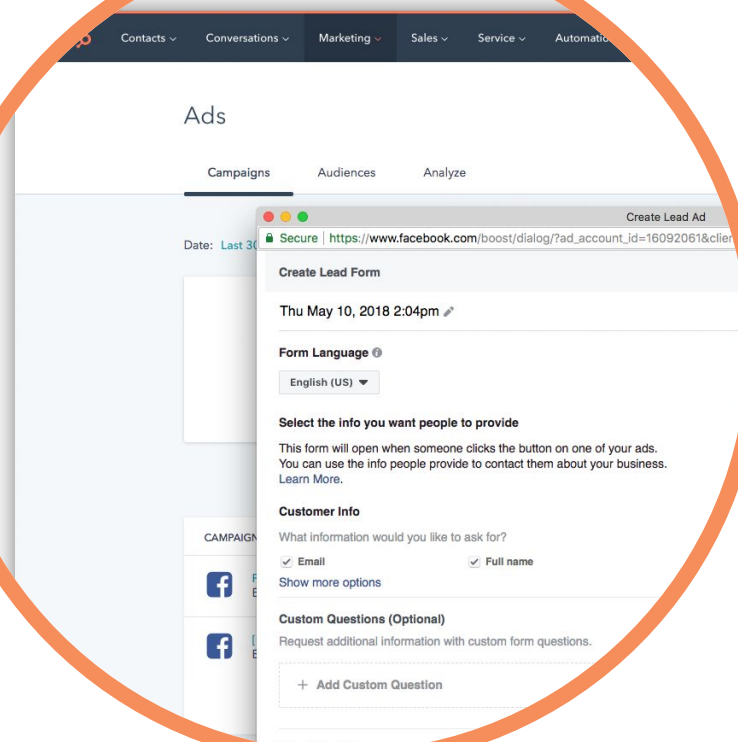 Contacts Conversations Marketing Sales Service
Ads
Campaigns Audiences Analyze
Create Lead Ad
Date: Last 30
Secure | https://www.facebook.com/boost/dialog/?ad_account_id=16092061&clien
Create Lead Form
Thu May 10, 2018 2:04pm
Form Language
English (US)
Select the info you want people to provide
This form will open when someone clicks the button on one of your ads.
You can use the info people provide to contact them about your business.
Learn More.
Customer Info
CAMPAIGN
What information would you like to ask for?
Email Full name
Show more options
Custom Questions (Optional)
Request additional information with custom form questions.
+ Add Custom Question